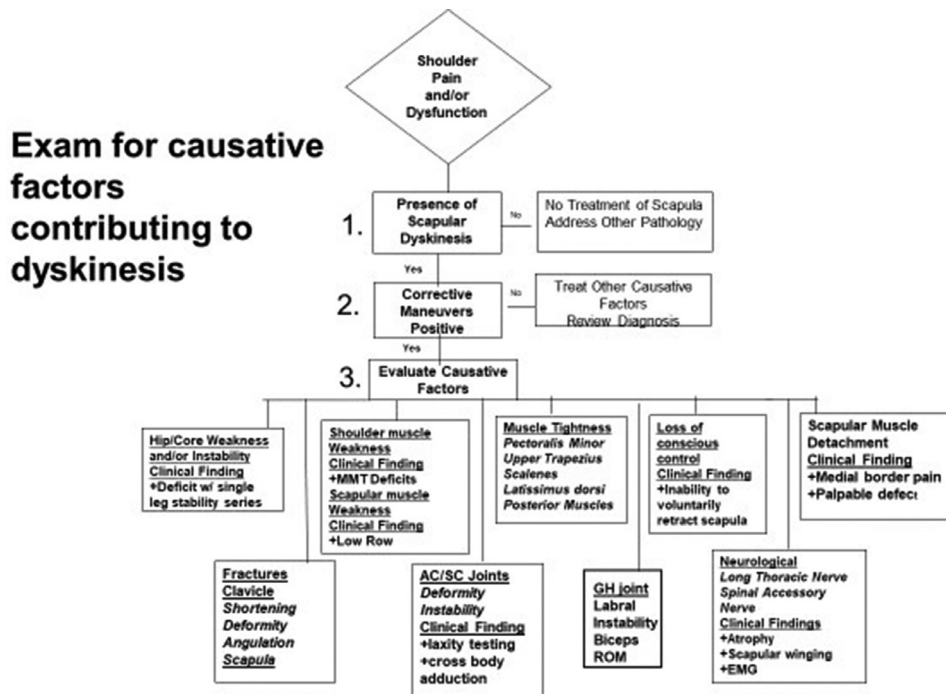 Shoulder
Pain
and/or
Dysfunction
Exam for causative
factors
contributing to
dyskinesis
1.
Presence of
Scapular
Dyskinesis
No
No Treatment of Scapula
Address Other Pathology
Yes
2.
Corrective
Maneuvers
Positive
No
Treat Other Causative
Factors
Review Diagnosis
Yes
3.
Evaluate Causative
Factors
Hip/Core Weakness
and/or Instability
Clinical Finding
+Deficit w/ single
leg stability series
Shoulder muscle
Weakness
Clinical Finding
+MMT Deficits
Scapular muscle
Weakness
Clinical Finding
+Low Row
Muscle Tightness
Pectoralis Minor
Upper Trapezius
Scalenes
Latissimus dorsi
Posterior Muscles
Loss of
conscious
control
Clinical Finding
+Inability to
voluntarily
retract scapula
Scapular Muscle
Detachment
Clinical Finding
+Medial border pain
+Palpable defect
Fractures
Clavicle
Shortening
Deformity
Angulation
Scapula
AC/SC Joints
Deformity
Instability
Clinical Finding
+laxity testing
+cross body
adduction
GH joint
Labral
Instability
Biceps
ROM
Neurological
Long Thoracic Nerve
Spinal Accessory
Nerve
Clinical Findings
+Atrophy
+Scapular winging
+EMG